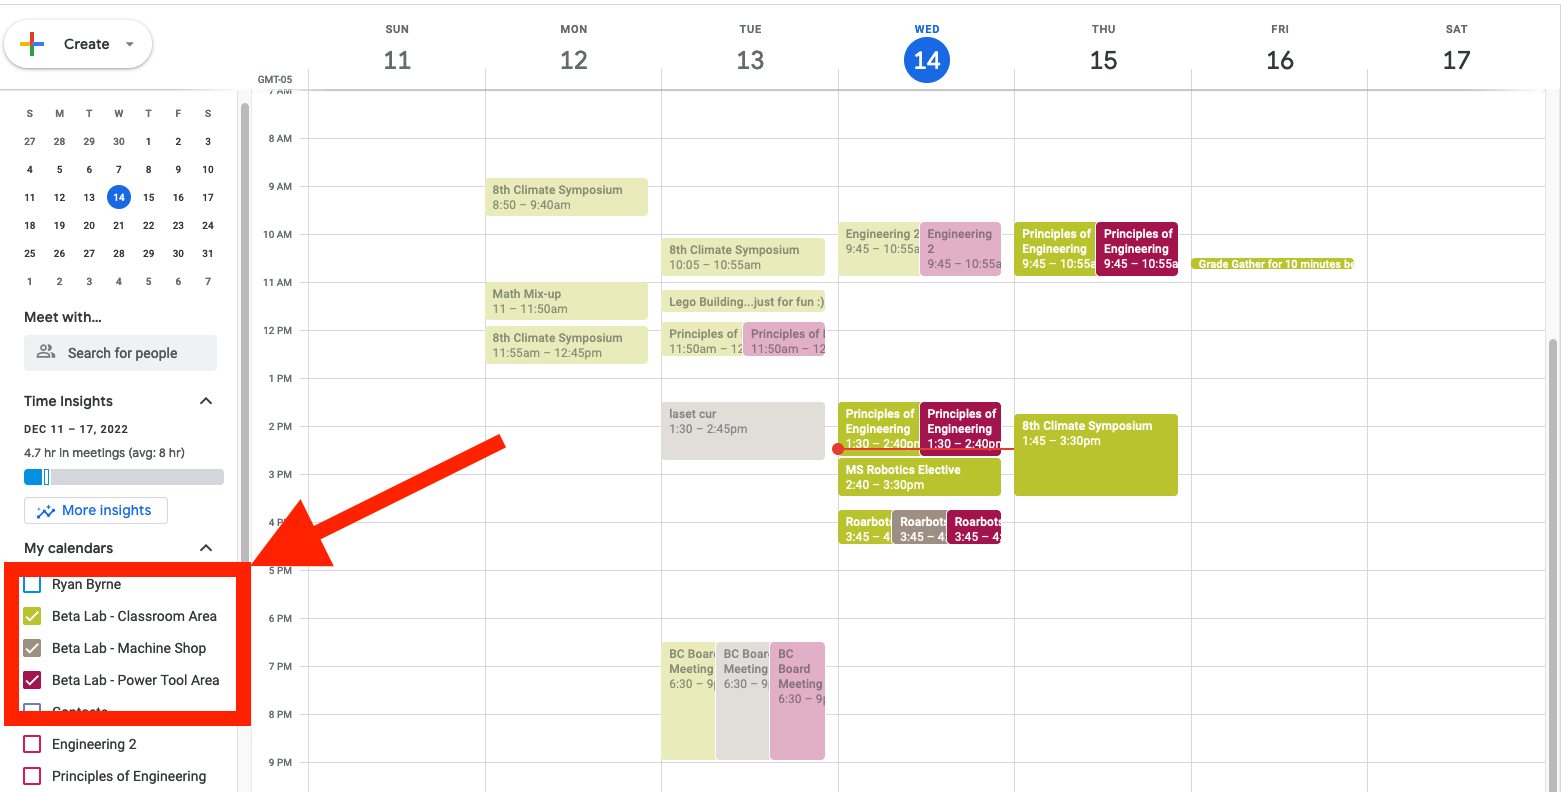 Create
SUN
MON
TUE
WED
THU
FRI
SAT
11
12
13
14
15
16
17
GMT-05
S M T W T F S
27 28 29 30 1 2 3
4 5 6 7 8 9 10
11 12 13 14 15 16 17
18 19 20 21 22 23 24
25 26 27 28 29 30 31
1 2 3 4 5 6 7
Meet with...
Search for people
Time Insights
DEC 11 – 17, 2022
4.7 hr in meetings (avg: 8 hr)
More insights
My calendars
Ryan Byrne
Beta Lab - Classroom Area
Beta Lab - Machine Shop
Beta Lab - Power Tool Area
Contacts
Engineering 2
Principles of Engineering
7 AM
8 AM
9 AM
10 AM
11 AM
12 PM
1 PM
2 PM
3 PM
4 P
5 PM
6 PM
7 PM
8 PM
9 PM
8th Climate Symposium
8:50 – 9:40am
Math Mix-up
11 – 11:50am
8th Climate Symposium
11:55am – 12:45pm
8th Climate Symposium
10:05 – 10:55am
Lego Building...just for fun :)
Principles of
11:50am – 12
Principles of
11:50am – 12
laset cur
1:30 – 2:45pm
BC Board
Meeting
6:30 – 9p
BC Board
Meeting
6:30 – 9
BC
Board
Meeting
6:30 – 9p
Engineering 2
9:45 – 10:55a
Engineering
2
9:45 – 10:55a
Principles of
Engineering
1:30 – 2:40pm
Principles of
Engineering
1:30 – 2:40pm
MS Robotics Elective
2:40 – 3:30pm
Roarbots
3:45 – 4
Roarbots
3:45 – 4
Roarbots
3:45 – 4
Principles of
Engineering
9:45 – 10:55a
Principles of
Engineering
9:45 – 10:55a
8th Climate Symposium
1:45 – 3:30pm
Grade Gather for 10 minutes be